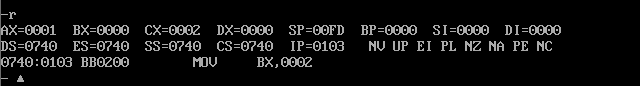 -r
AX=0001  BX=0000  CX=0002  DX=0000  SP=00FD  BP=0000  SI=0000  DI=0000
DS=0740  ES=0740  SS=0740  CS=0740  IP=0103   NV UP EI PL NZ NA PE NC
0740:0103 BB0200        MOV     BX,0002
- ▲